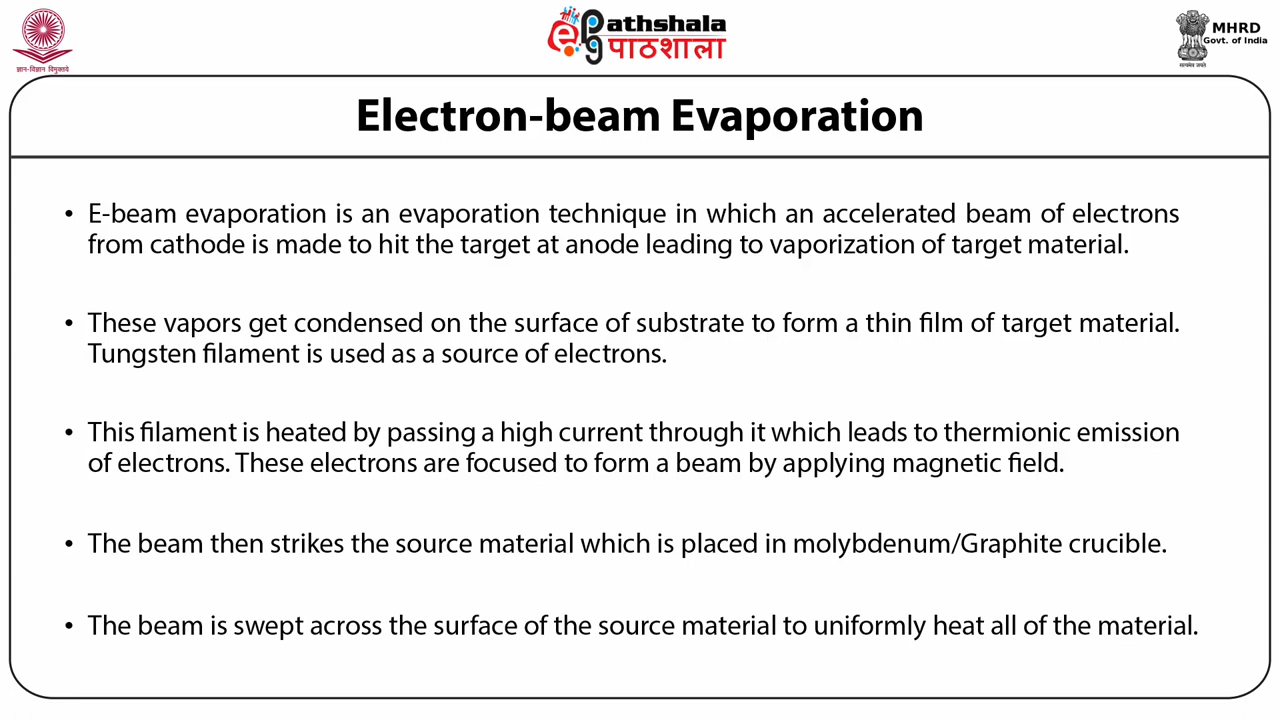 ज्ञान-विज्ञान विमुक्तये
ePG Pathshala
पाठशाला
MHRD
Govt. of India
सत्यमेव जयते
Electron-beam Evaporation
• E-beam evaporation is an evaporation technique in which an accelerated beam of electrons
from cathode is made to hit the target at anode leading to vaporization of target material.
• These vapors get condensed on the surface of substrate to form a thin film of target material.
Tungsten filament is used as a source of electrons.
• This filament is heated by passing a high current through it which leads to thermionic emission
of electrons. These electrons are focused to form a beam by applying magnetic field.
• The beam then strikes the source material which is placed in molybdenum/Graphite crucible.
• The beam is swept across the surface of the source material to uniformly heat all of the material.